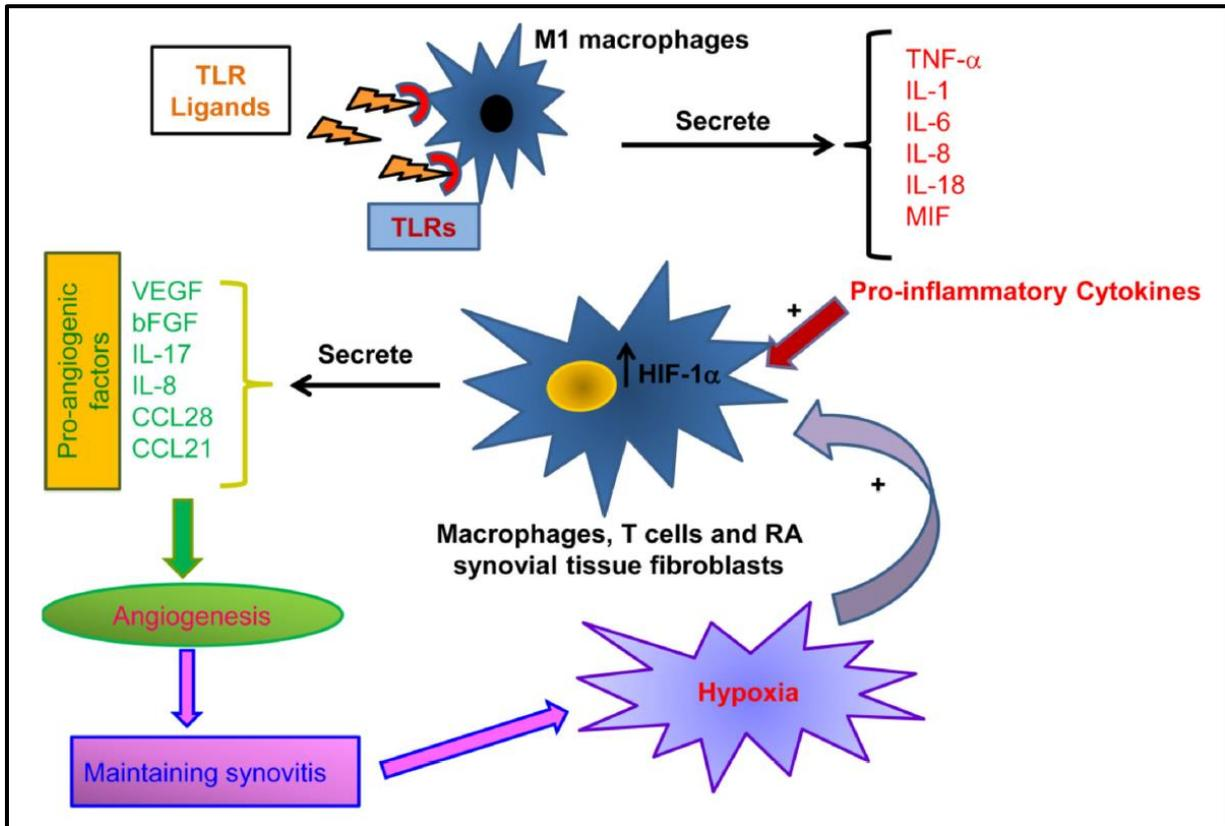 M1 macrophages
TLR
Ligands
TLRs
Secrete
TNF-α
IL-1
IL-6
IL-8
IL-18
MIF
Pro-inflammatory Cytokines
+
HIF-1α
Secrete
Pro-angiogenic
factors
VEGF
bFGF
IL-17
IL-8
CCL28
CCL21
Macrophages, T cells and RA
synovial tissue fibroblasts
+
Angiogenesis
Hypoxia
Maintaining synovitis